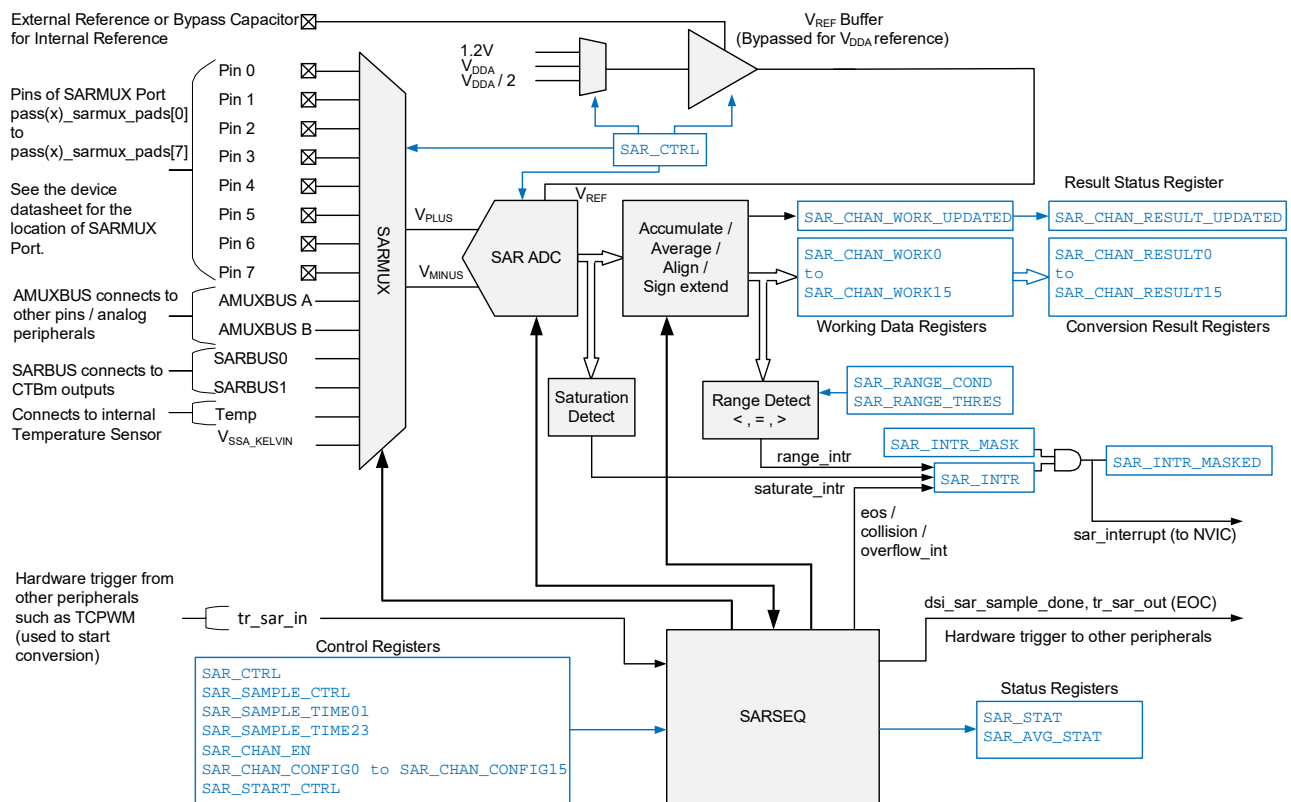 External Reference or Bypass Capacitor
for Internal Reference
VREF Buffer
(Bypassed for VDDA reference)
1.2V
VDDA
VDDA / 2
Pin 0
Pin 1
Pin 2
Pin 3
Pin 4
Pin 5
Pin 6
Pin 7
Pins of SARMUX Port
pass(x)_sarmux_pads[0]
to
pass(x)_sarmux_pads[7]
See the device
datasheet for the
location of SARMUX
Port.
AMUXBUS connects to
other pins / analog
peripherals
AMUXBUS A
AMUXBUS B
SARBUS connects to
CTBm outputs
SARBUS0
SARBUS1
Connects to internal
Temperature Sensor
Temp
VSSA_KELVIN
SARMUX
SAR_CTRL
VPLUS
VMINUS
VREF
SAR ADC
Accumulate /
Average /
Align /
Sign extend
Result Status Register
SAR_CHAN_WORK_UPDATED
SAR_CHAN_RESULT_UPDATED
SAR_CHAN_WORK0
to
SAR_CHAN_WORK15
SAR_CHAN_RESULT0
to
SAR_CHAN_RESULT15
Working Data Registers
Conversion Result Registers
Saturation
Detect
Range Detect
< , = , >
SAR_RANGE_COND
SAR_RANGE_THRES
range_intr
saturate_intr
SAR_INTR_MASK
SAR_INTR
SAR_INTR_MASKED
eos /
collision /
overflow_int
sar_interrupt (to NVIC)
Hardware trigger from
other peripherals
such as TCPWM
(used to start
conversion)
tr_sar_in
dsi_sar_sample_done, tr_sar_out (EOC)
Hardware trigger to other peripherals
Control Registers
SAR_CTRL
SAR_SAMPLE_CTRL
SAR_SAMPLE_TIME01
SAR_SAMPLE_TIME23
SAR_CHAN_EN
SAR_CHAN_CONFIG0 to SAR_CHAN_CONFIG15
SAR_START_CTRL
SARSEQ
Status Registers
SAR_STAT
SAR_AVG_STAT